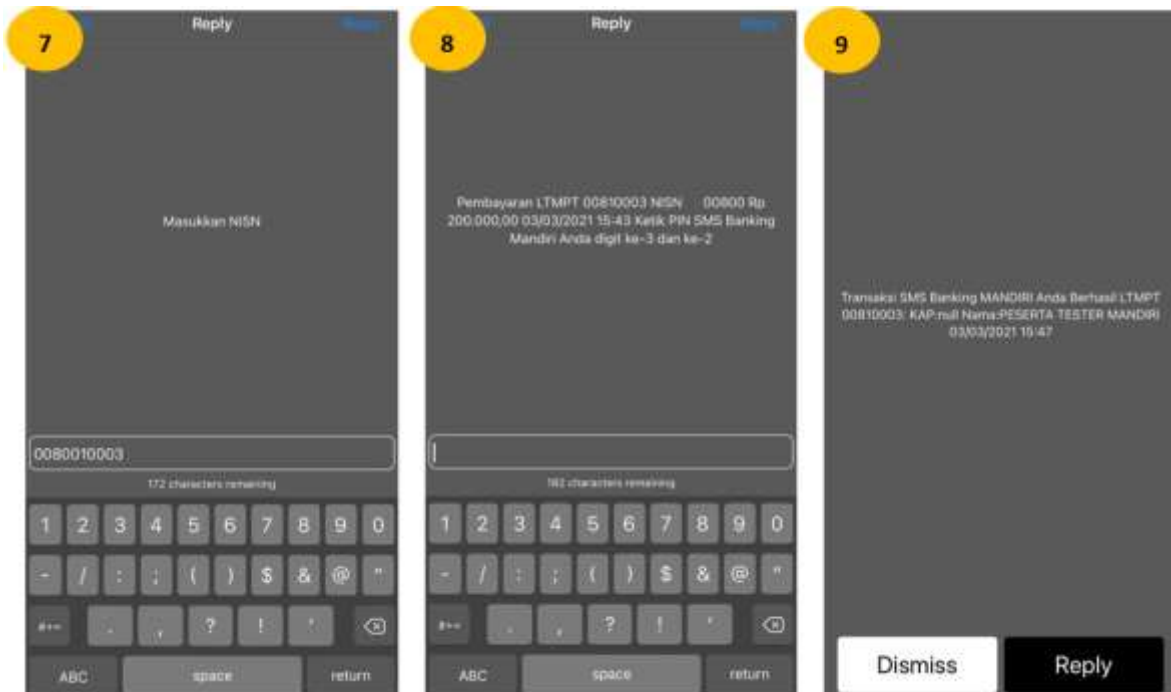 7
Reply
Masukkan NISN
0080010003
172 characters remaining
1 2 3 4 5 6 7 8 9 0
- / : ; ( ) $ & @ "
#+= . , ? ! '
ABC space return
8
Reply
Pembayaran LTMPT 00810003 NISN 00800 Rp
200.000,00 03/03/2021 15:43 Ketik PIN SMS Banking
Mandiri Anda digit ke-3 dan ke-2
182 characters remaining
1 2 3 4 5 6 7 8 9 0
- / : ; ( ) $ & @ "
#+= . , ? ! '
ABC space return
9
Transaksi SMS Banking MANDIRI Anda Berhasil LTMPT
00810003: KAP:null Nama:PESERTA TESTER MANDIRI
03/03/2021 15:47
Dismiss Reply